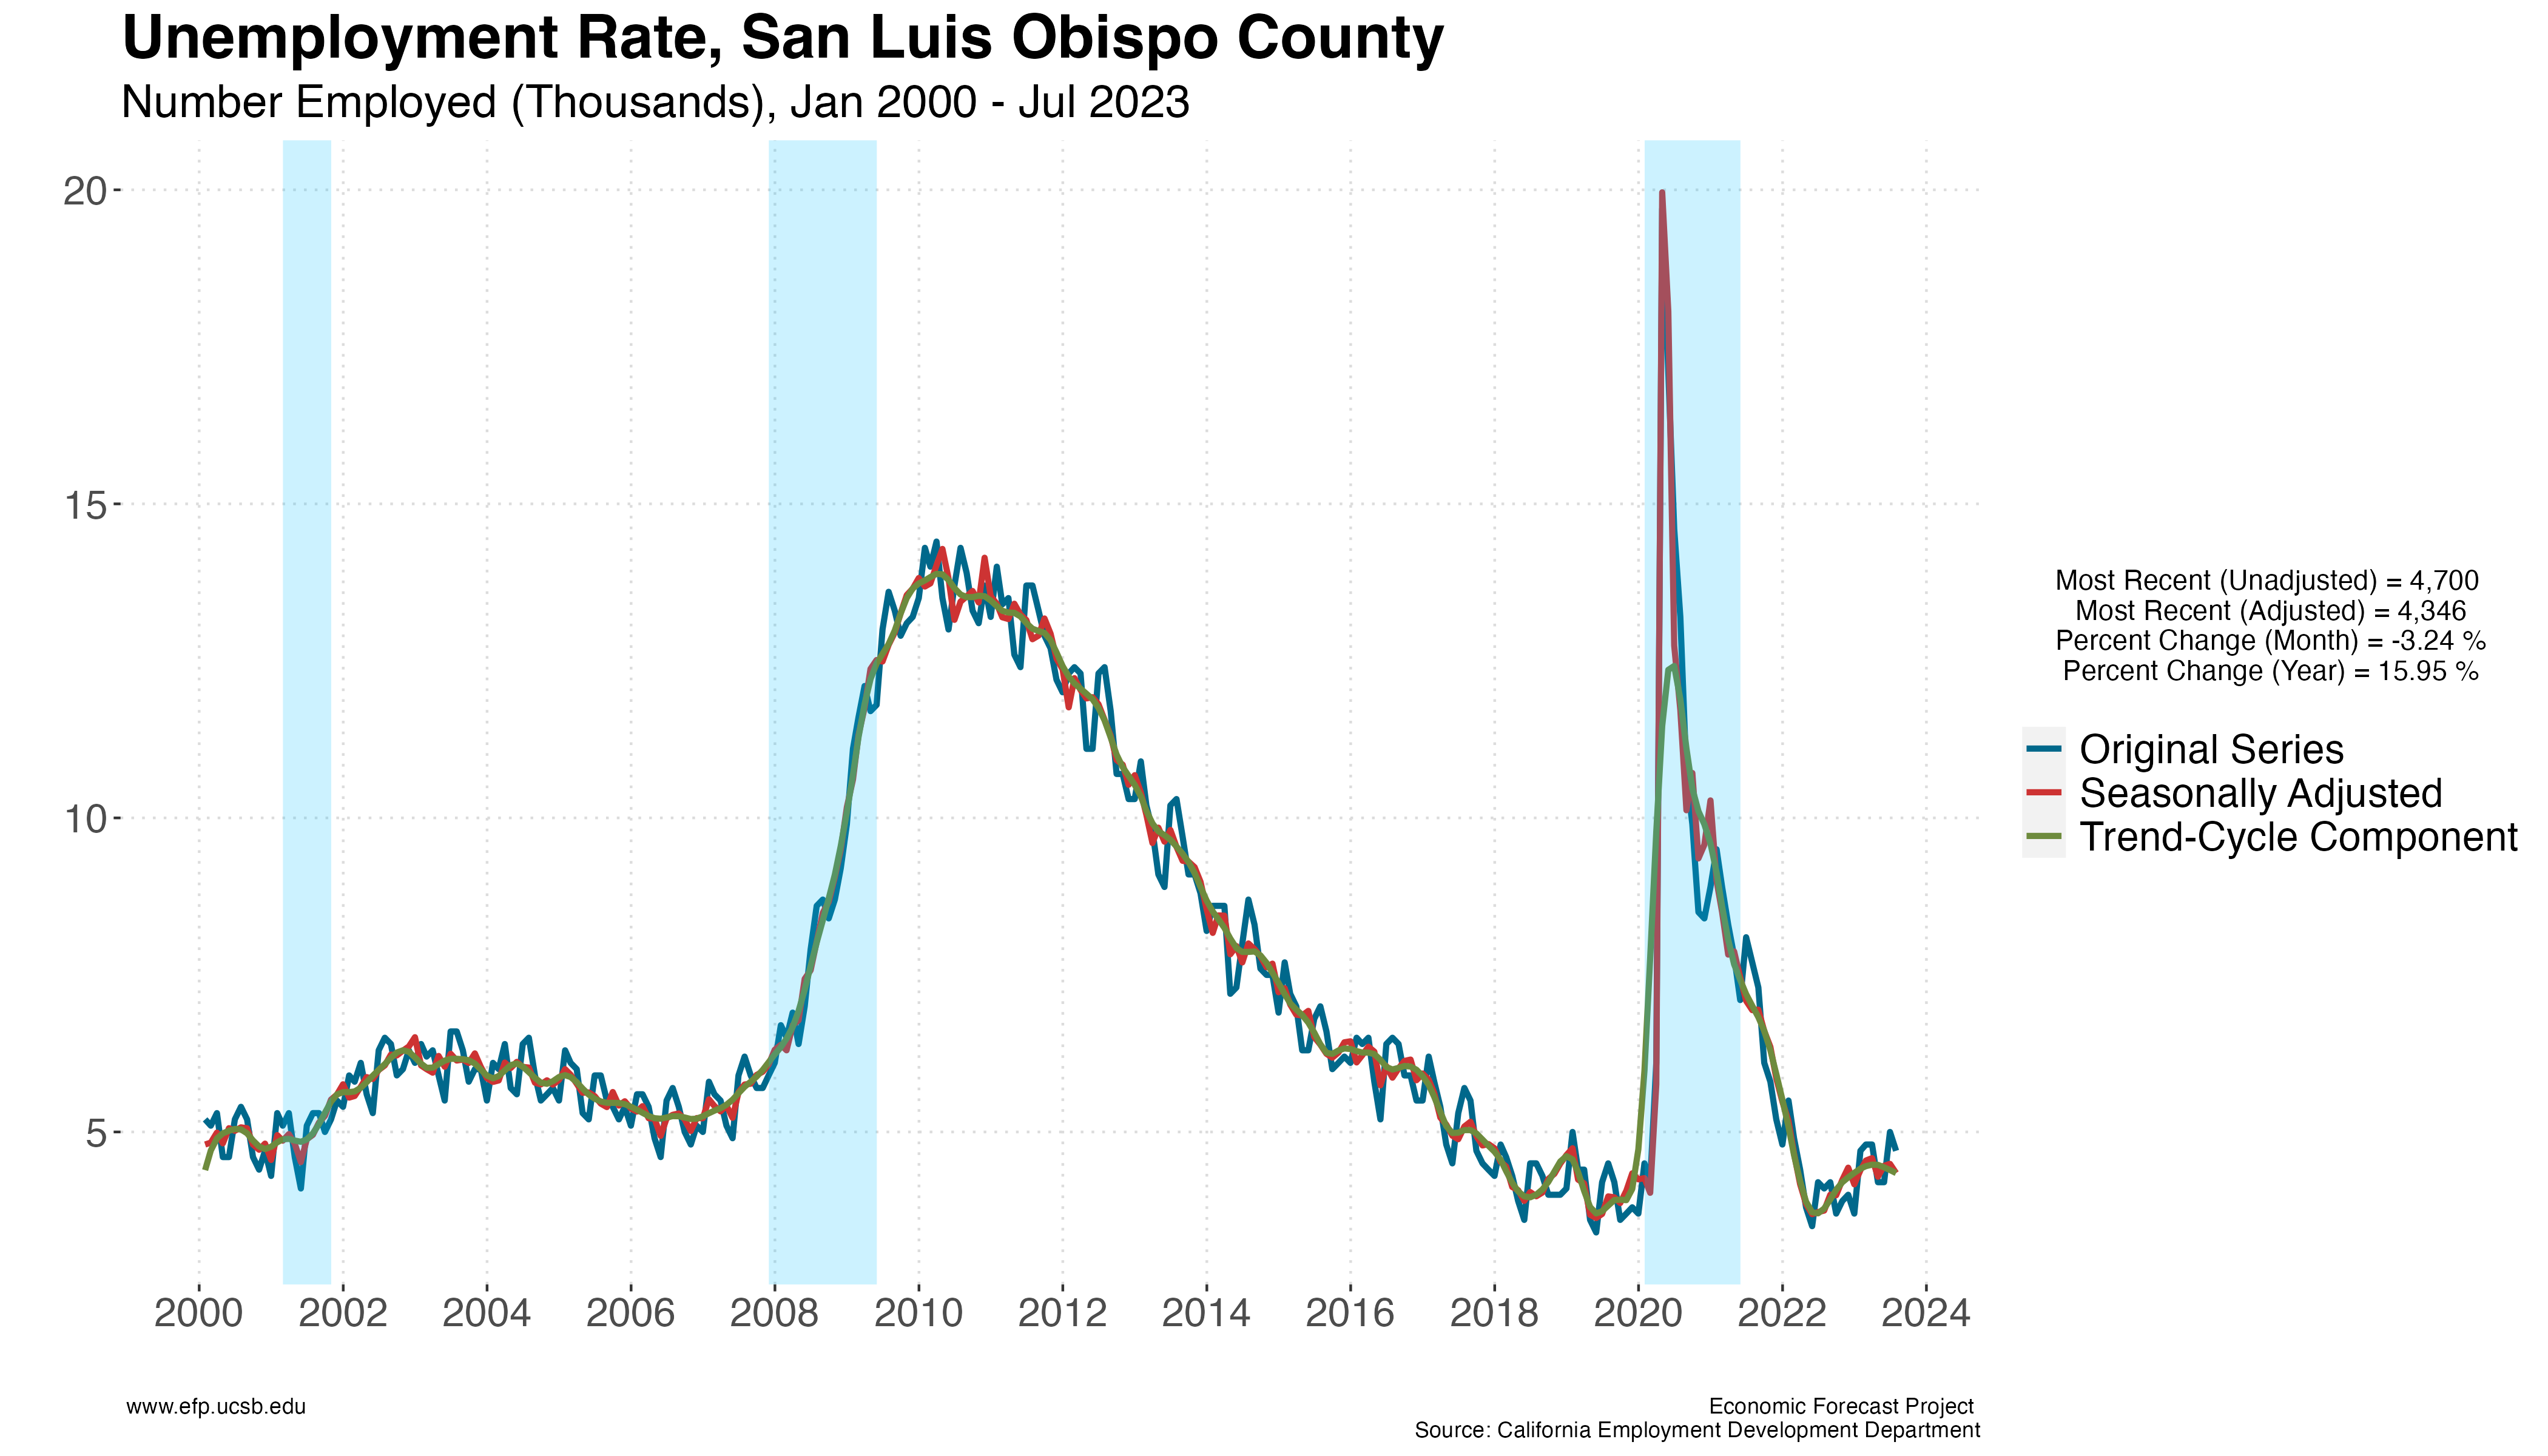 Unemployment Rate, San Luis Obispo County
Number Employed (Thousands), Jan 2000 - Jul 2023
20
15
10
5
2000 2002 2004 2006 2008 2010 2012 2014 2016 2018 2020 2022 2024
Most Recent (Unadjusted) = 4,700
Most Recent (Adjusted) = 4,346
Percent Change (Month) = -3.24 %
Percent Change (Year) = 15.95 %
Original Series
Seasonally Adjusted
Trend-Cycle Component
www.efp.ucsb.edu
Economic Forecast Project
Source: California Employment Development Department